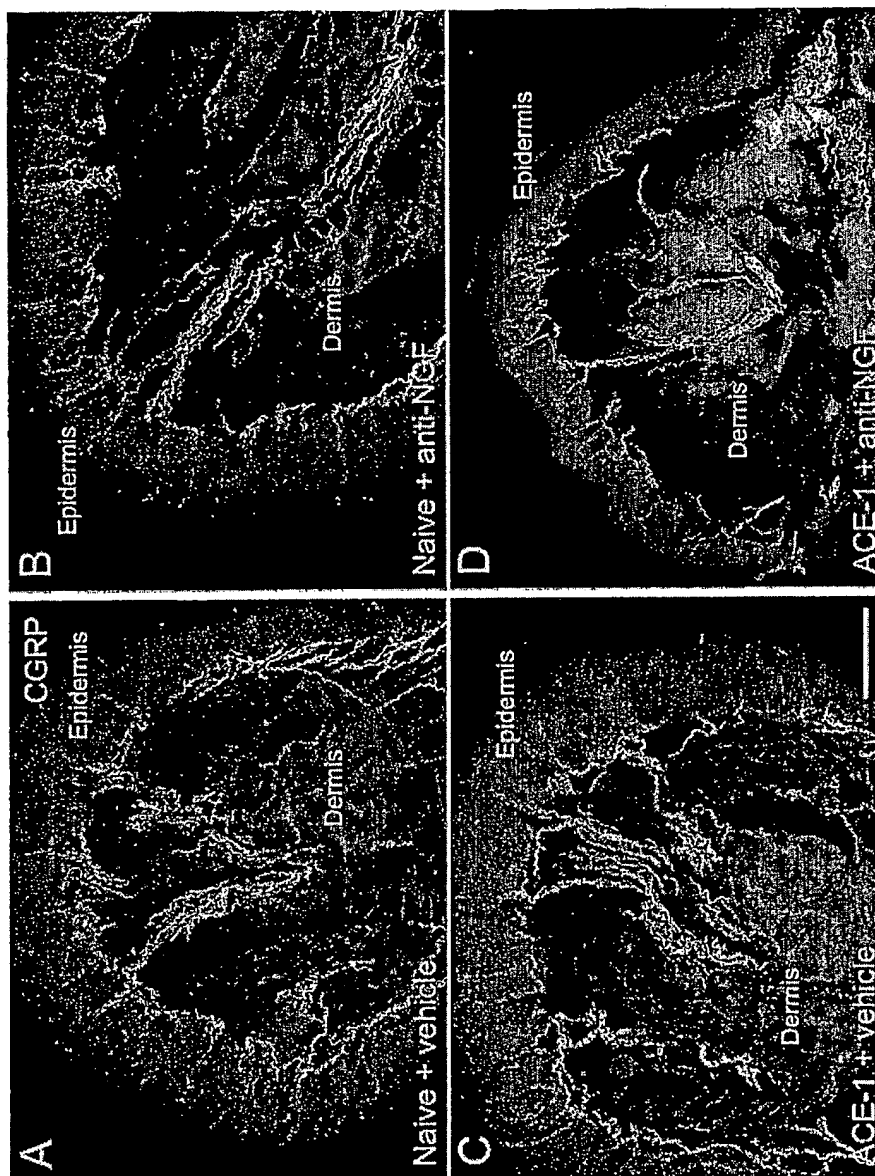 A
CGRP
Epidermis
Dermis
Naive + vehicle
B
Epidermis
Dermis
Naive + anti-NGF
C
Epidermis
Dermis
ACE-1 + vehicle
D
Epidermis
Dermis
ACE-1 + anti-NGF